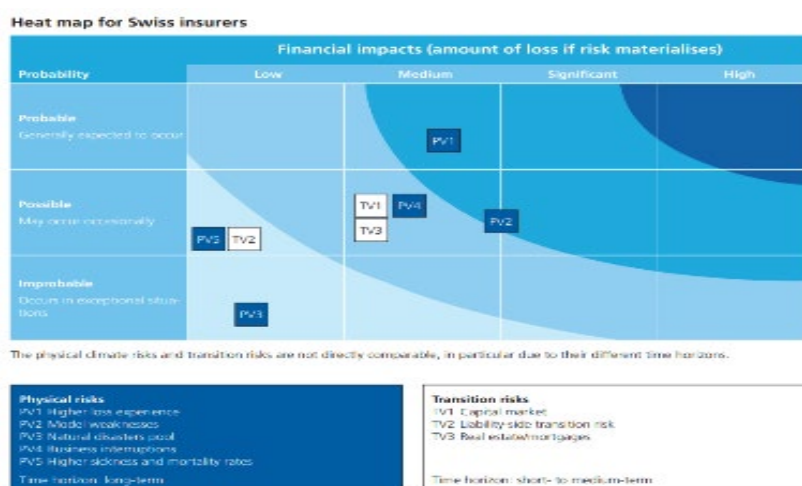 Heat map for Swiss insurers
Financial impacts (amount of loss if risk materialises)
Probability
Low
Medium
Significant
High
Probable
Generally expected to occur
PV1
Possible
May occur occasionally
TV1
PV4
TV3
PV2
PV5
TV2
Improbable
Occurs in exceptional situa-
tions
PV3
The physical climate risks and transition risks are not directly comparable, in particular due to their different time horizons.
Physical risks
PV1 Higher loss experience
PV2 Model weaknesses
PV3 Natural disasters pool
PV4 Business interruptions
PV5 Higher sickness and mortality rates
Time horizon: long-term
Transition risks
TV1 Capital market
TV2 Liability-side transition risk
TV3 Real estate/mortgages
Time horizon: short- to medium-term